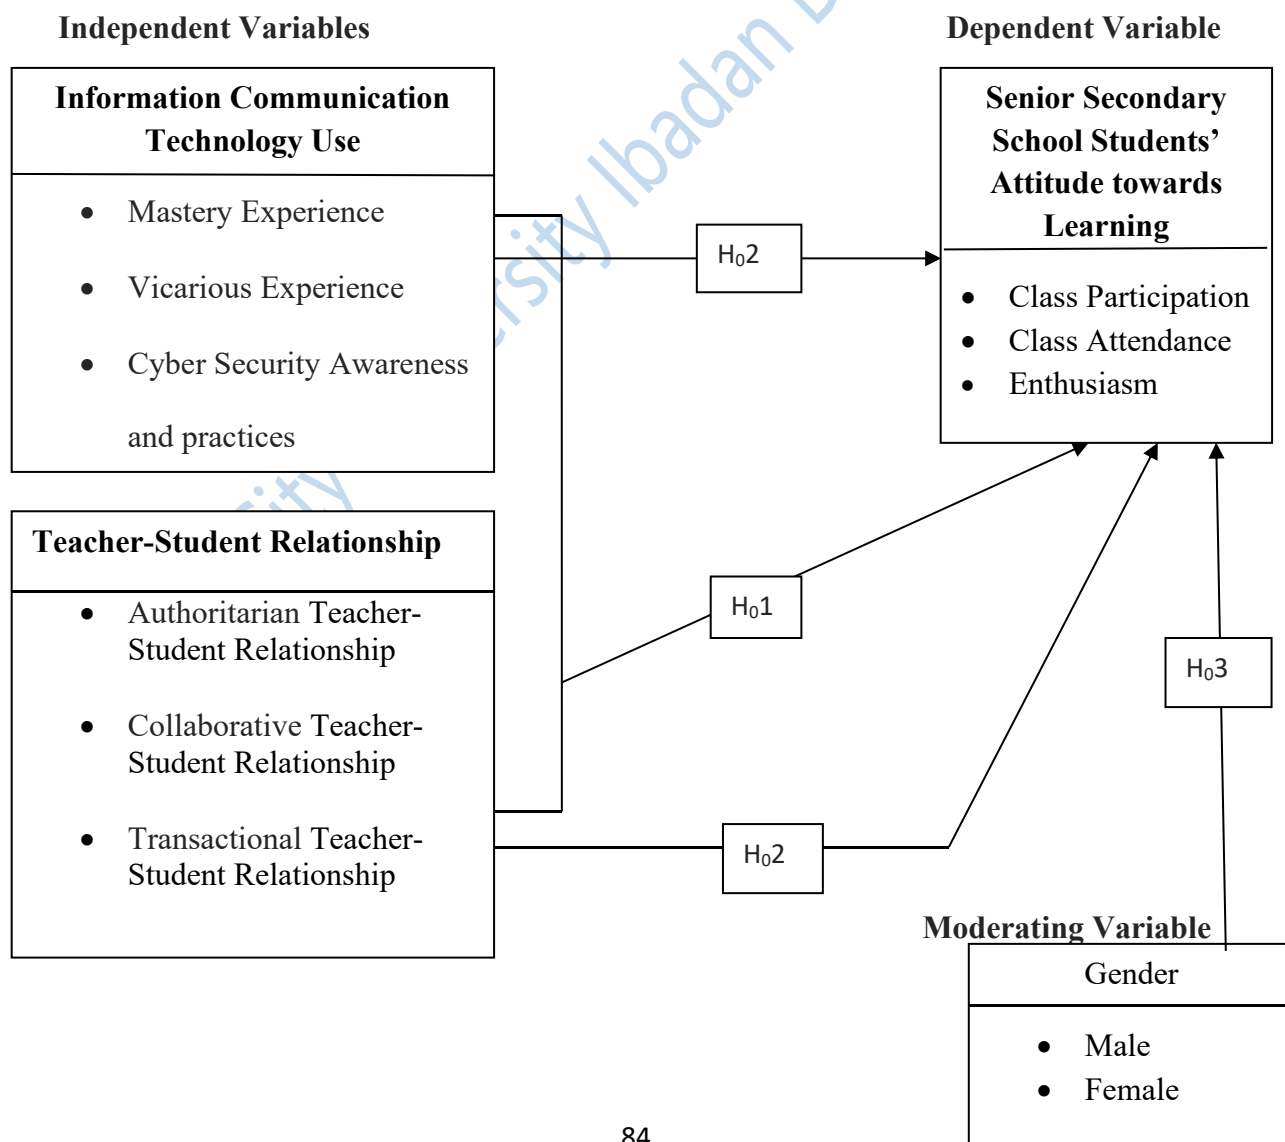 Independent Variables
Dependent Variable
Information Communication
Technology Use
• Mastery Experience
• Vicarious Experience
• Cyber Security Awareness
and practices
H₀2
Senior Secondary
School Students’
Attitude towards
Learning
• Class Participation
• Class Attendance
• Enthusiasm
Teacher-Student Relationship
• Authoritarian Teacher-
Student Relationship
• Collaborative Teacher-
Student Relationship
• Transactional Teacher-
Student Relationship
H₀1
H₀2
H₀3
Moderating Variable
Gender
• Male
• Female
84
Ibadan